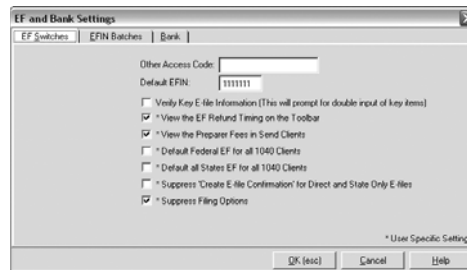 EF and Bank Settings
EF Switches EFIN Batches Bank
Other Access Code:
Default EFIN: 1111111
Verify Key E-file Information (This will prompt for double input of key items)
* View the EF Refund Timing on the Toolbar
* View the Preparer Fees in Send Clients
* Default Federal EF for all 1040 Clients
* Default all States EF for all 1040 Clients
* Suppress 'Create E-file Confirmation' for Direct and State Only E-files
* Suppress Filing Options
* User Specific Setting
OK (esc) Cancel Help